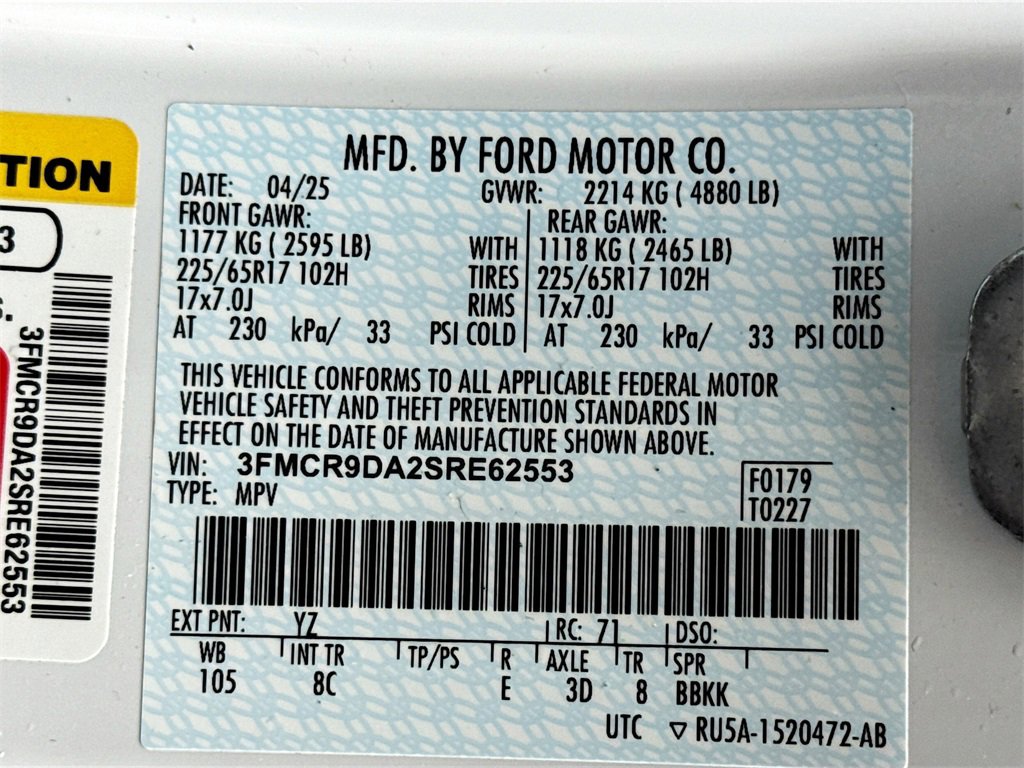 TION
3
3FMCR9DA2SRE62553
MFD. BY FORD MOTOR CO.
DATE: 04/25 GVWR: 2214 KG ( 4880 LB)
FRONT GAWR: REAR GAWR:
1177 KG ( 2595 LB) WITH 1118 KG ( 2465 LB) WITH
225/65R17 102H TIRES 225/65R17 102H TIRES
17x7.0J RIMS 17x7.0J RIMS
AT 230 kPa/ 33 PSI COLD AT 230 kPa/ 33 PSI COLD
THIS VEHICLE CONFORMS TO ALL APPLICABLE FEDERAL MOTOR
VEHICLE SAFETY AND THEFT PREVENTION STANDARDS IN
EFFECT ON THE DATE OF MANUFACTURE SHOWN ABOVE.
VIN: 3FMCR9DA2SRE62553 F0179
TYPE: MPV T0227
EXT PNT: YZ RC: 71 DSO:
WB INT TR TP/PS R AXLE TR SPR
105 8C E 3D 8 BBKK
UTC ▽ RU5A-1520472-AB